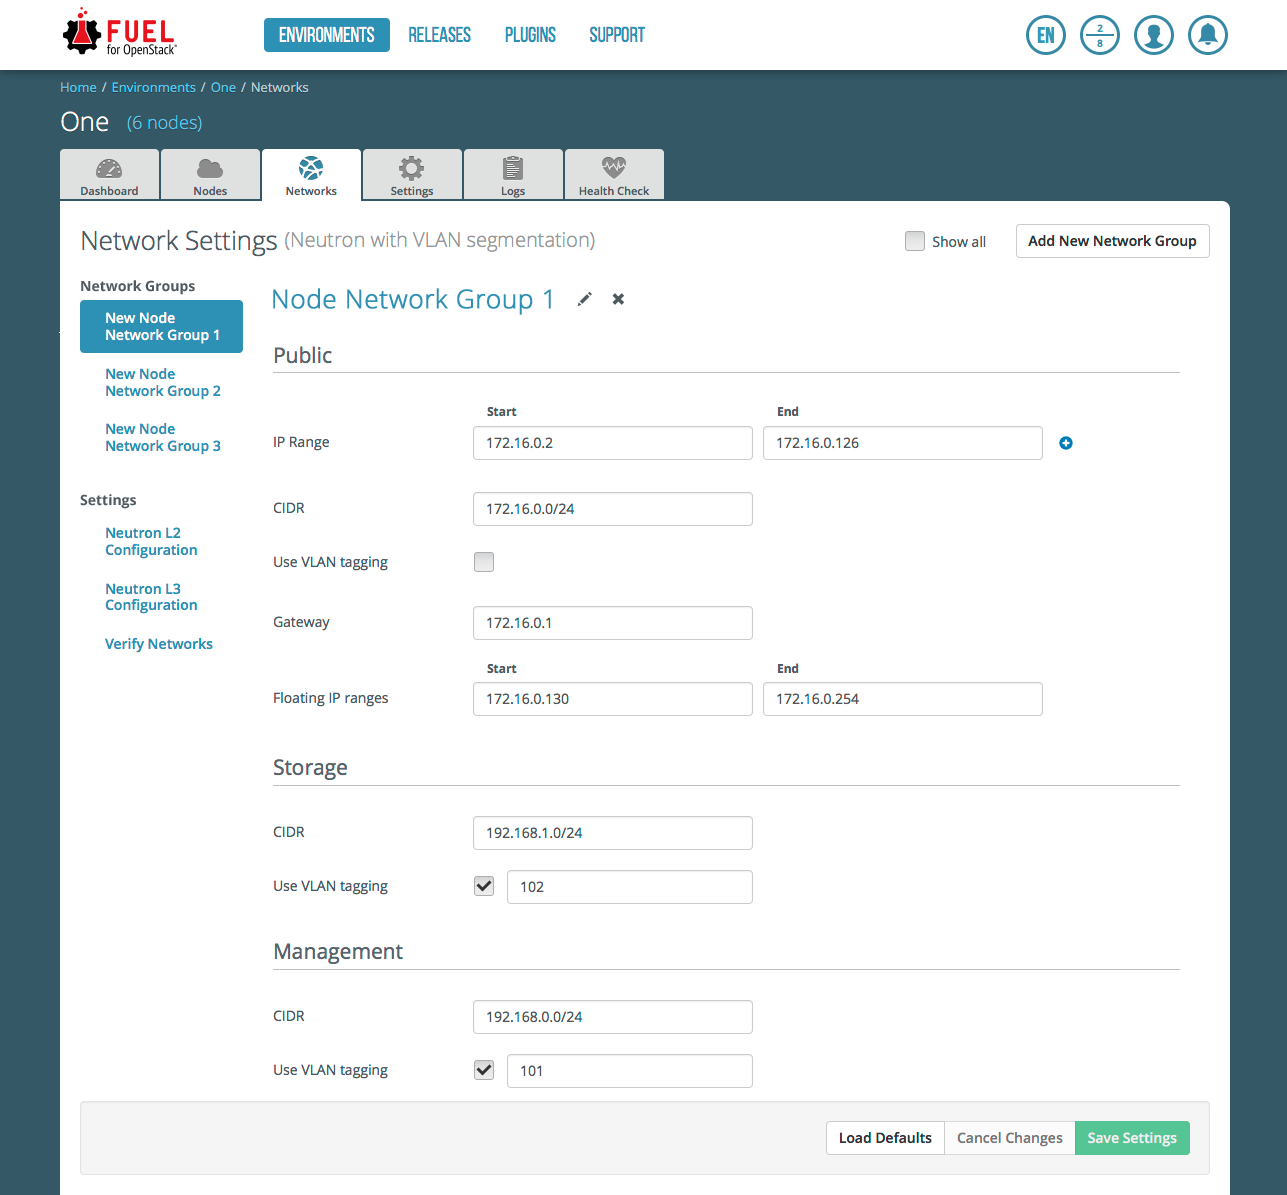 FUEL
for OpenStack
ENVIRONMENTS RELEASES PLUGINS SUPPORT
EN 2 8
Home / Environments / One / Networks
One (6 nodes)
Dashboard Nodes Networks Settings Logs Health Check
Network Settings (Neutron with VLAN segmentation) Show all Add New Network Group
Network Groups
New Node
Network Group 1
New Node
Network Group 2
New Node
Network Group 3
Settings
Neutron L2
Configuration
Neutron L3
Configuration
Verify Networks
Node Network Group 1
Public
Start End
IP Range 172.16.0.2 172.16.0.126
CIDR 172.16.0.0/24
Use VLAN tagging
Gateway 172.16.0.1
Start End
Floating IP ranges 172.16.0.130 172.16.0.254
Storage
CIDR 192.168.1.0/24
Use VLAN tagging 102
Management
CIDR 192.168.0.0/24
Use VLAN tagging 101
Load Defaults Cancel Changes Save Settings